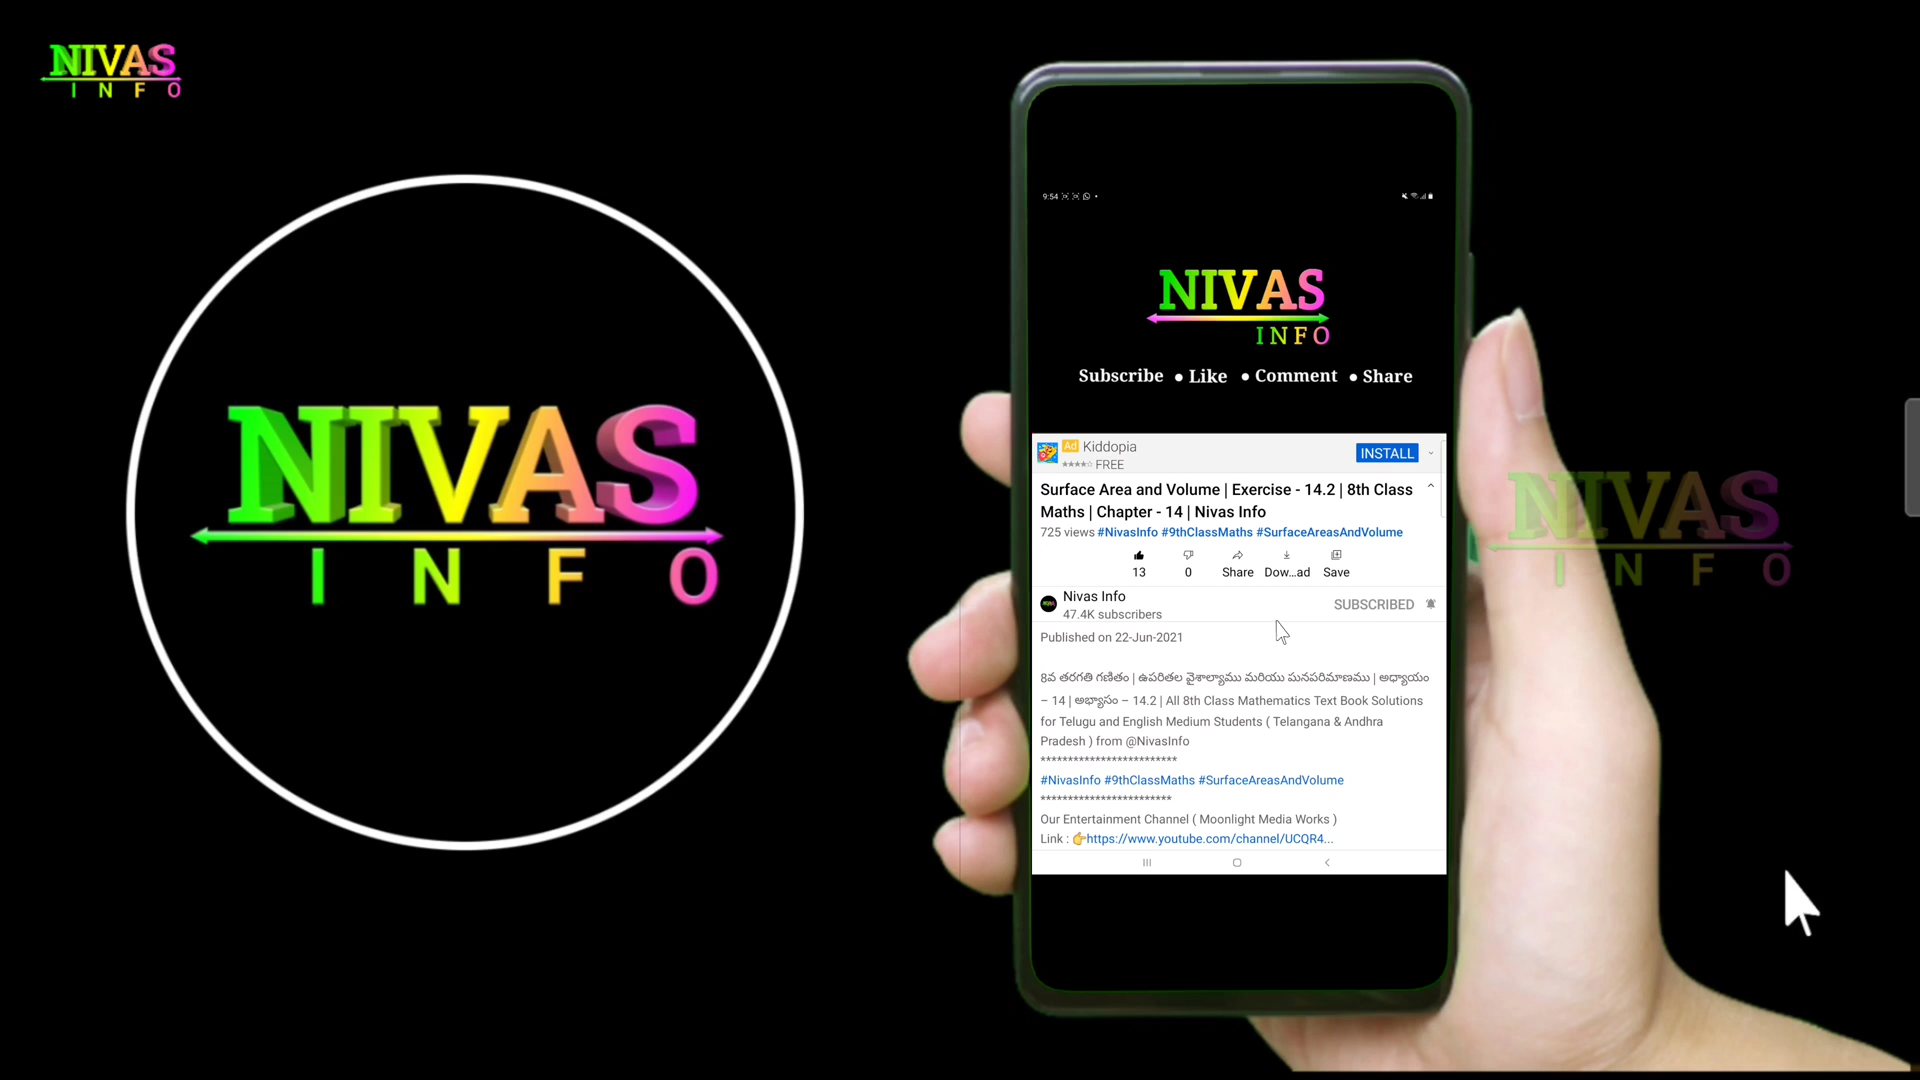 NIVAS
INFO
NIVAS
INFO
9:54
NIVAS
INFO
Subscribe • Like • Comment • Share
Ad Kiddopia
FREE
INSTALL
Surface Area and Volume | Exercise - 14.2 | 8th Class
Maths | Chapter - 14 | Nivas Info
725 views #NivasInfo #9thClassMaths #SurfaceAreasAndVolume
13 0 Share Dow...ad Save
Nivas Info
47.4K subscribers
SUBSCRIBED
Published on 22-Jun-2021
8వ తరగతి గణితం | ఉపరితల వైశాల్యాము మరియు ఘనపరిమాణము | అధ్యాయం
– 14 | అభ్యాసం – 14.2 | All 8th Class Mathematics Text Book Solutions
for Telugu and English Medium Students ( Telangana & Andhra
Pradesh ) from @NivasInfo
*************************
#NivasInfo #9thClassMaths #SurfaceAreasAndVolume
************************
Our Entertainment Channel ( Moonlight Media Works )
Link : 👉https://www.youtube.com/channel/UCQR4...
NIVAS
INFO